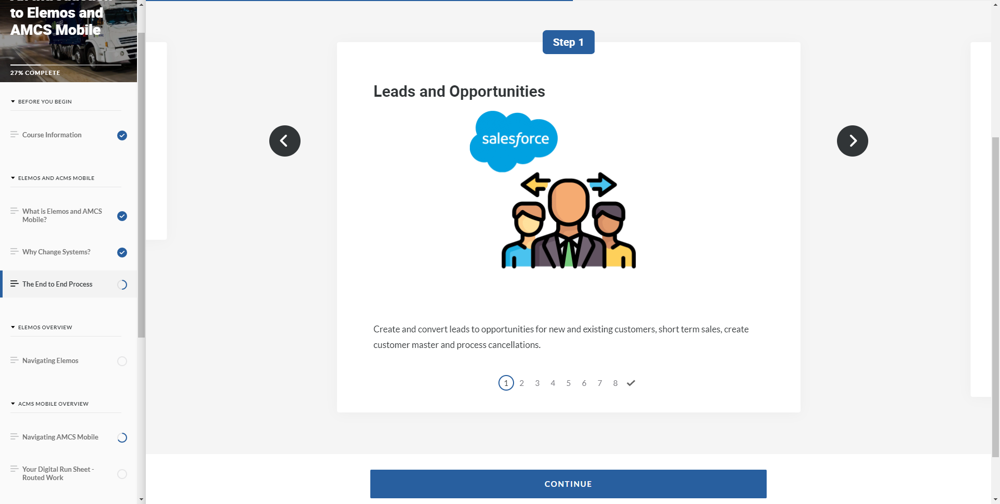 to Elemos and
AMCS Mobile
27% COMPLETE
BEFORE YOU BEGIN
Course Information
ELEMOS AND ACMS MOBILE
What is Elemos and AMCS
Mobile?
Why Change Systems?
The End to End Process
ELEMOS OVERVIEW
Navigating Elemos
ACMS MOBILE OVERVIEW
Navigating AMCS Mobile
Your Digital Run Sheet -
Routed Work
Step 1
Leads and Opportunities
salesforce
Create and convert leads to opportunities for new and existing customers, short term sales, create
customer master and process cancellations.
1 2 3 4 5 6 7 8
CONTINUE